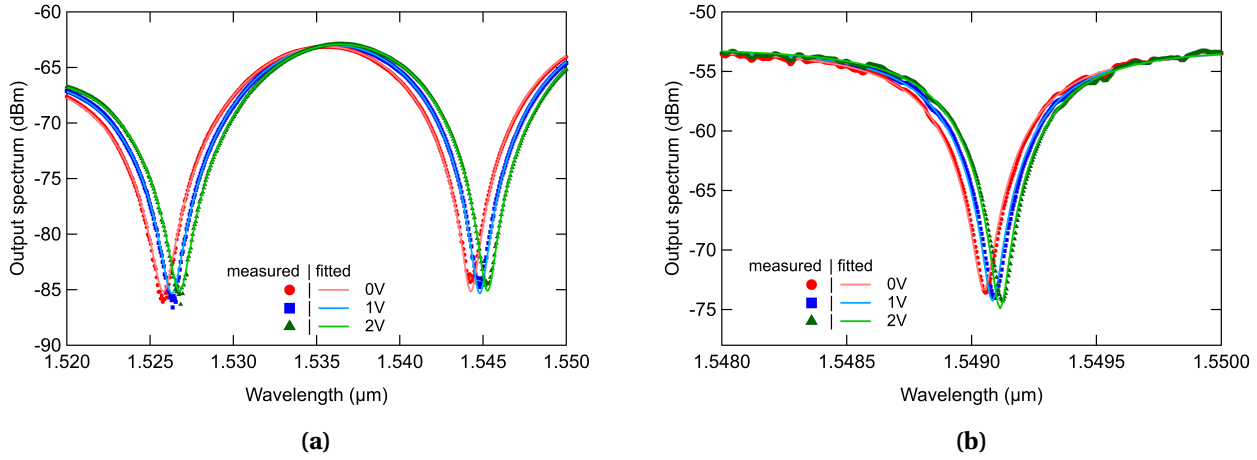 -60
-65
-70
-75
-80
-85
-90
Output spectrum (dBm)
1.520 1.525 1.530 1.535 1.540 1.545 1.550
Wavelength (µm)
measured | fitted
| 0V
| 1V
| 2V
(a)
-50
-55
-60
-55
-70
-75
Output spectrum (dBm)
1.5480 1.5485 1.5490 1.5495 1.5500
Wavelength (µm)
measured | fitted
| 0V
| 1V
| 2V
(b)